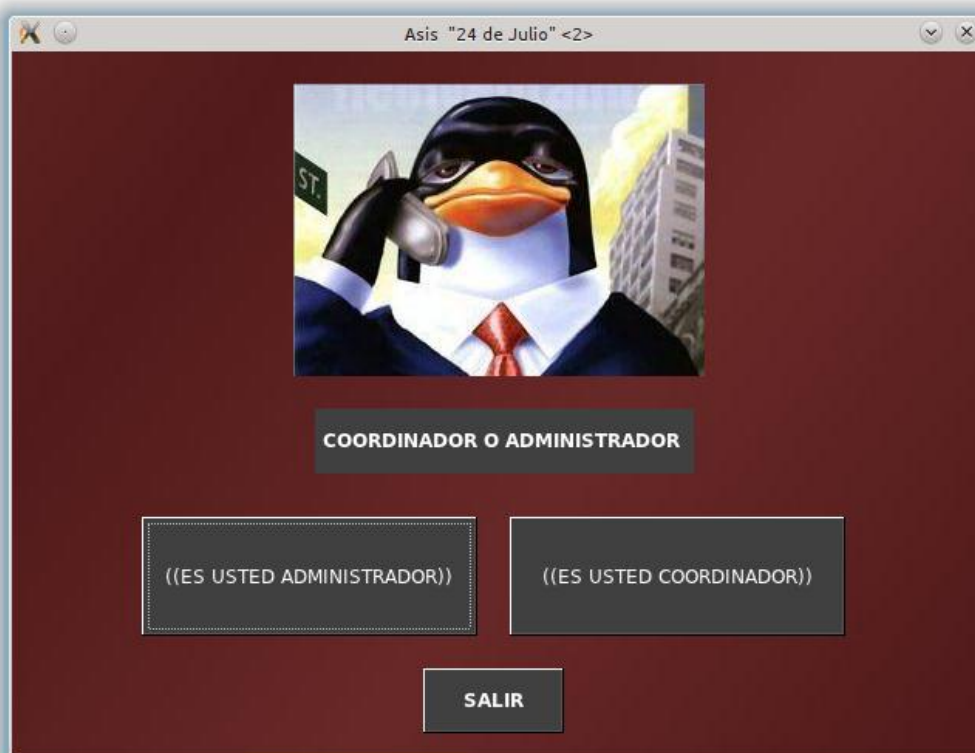 Asis "24 de Julio" <2>
ST.
COORDINADOR O ADMINISTRADOR
((ES USTED ADMINISTRADOR))
((ES USTED COORDINADOR))
SALIR